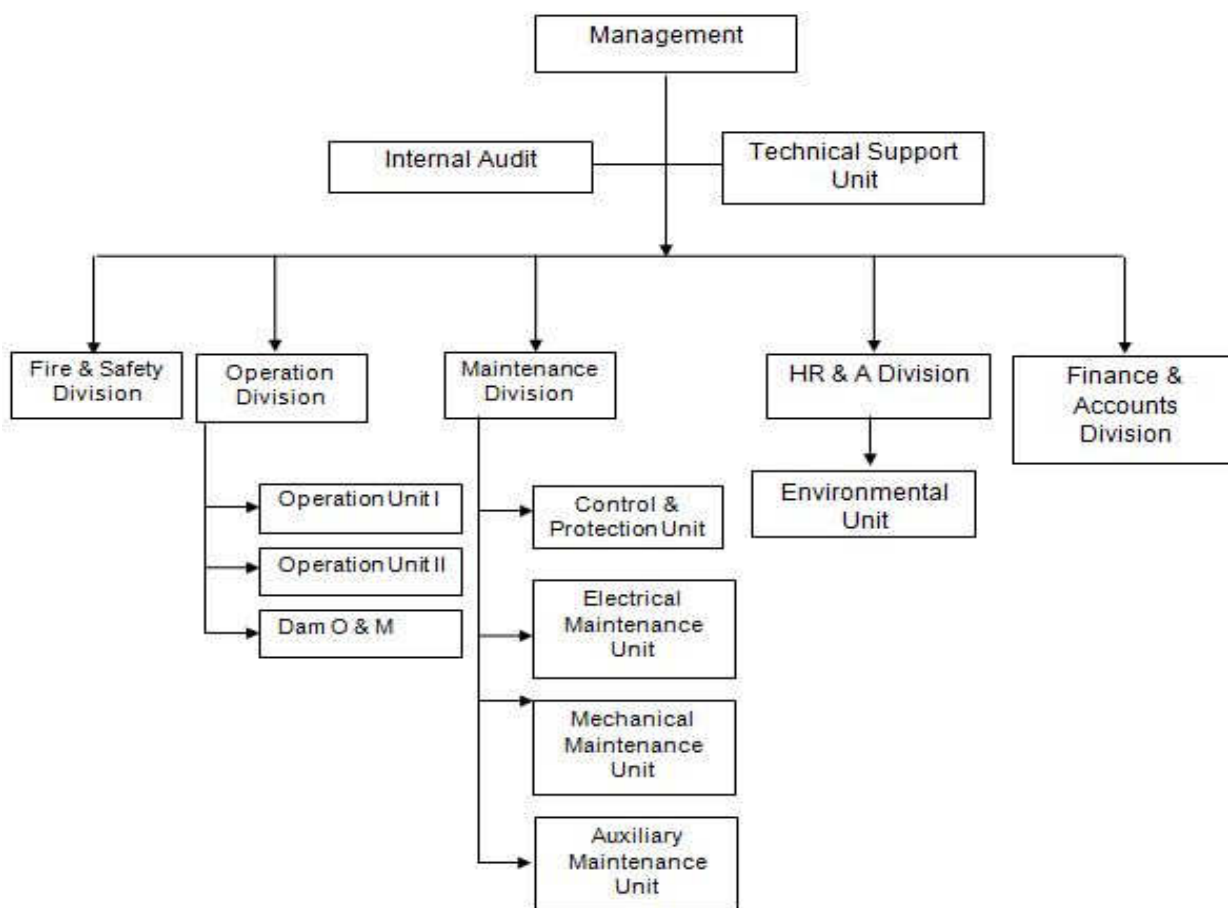 Management
Internal Audit
Technical Support
Unit
Fire & Safety
Division
Operation
Division
Maintenance
Division
HR & A Division
Finance &
Accounts
Division
Operation Unit I
Operation Unit II
Dam O & M
Control &
Protection Unit
Electrical
Maintenance
Unit
Mechanical
Maintenance
Unit
Auxiliary
Maintenance
Unit
Environmental
Unit